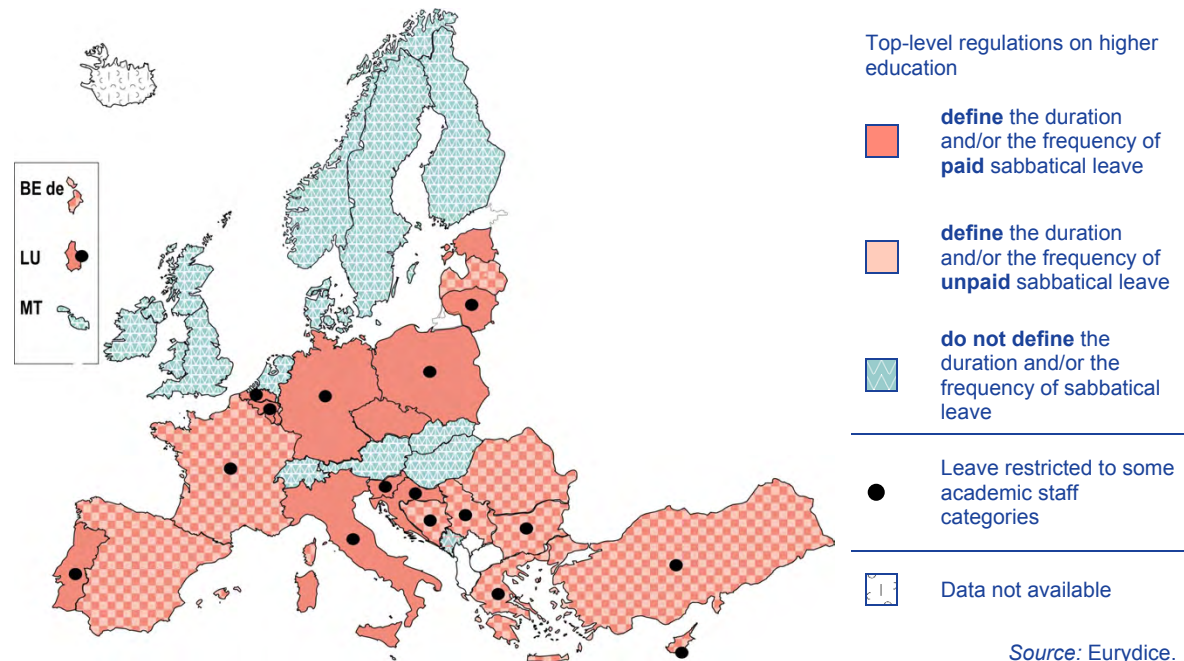 BE de
LU
MT
Top-level regulations on higher
education
define the duration
and/or the frequency of
paid sabbatical leave
define the duration
and/or the frequency of
unpaid sabbatical leave
do not define the
duration and/or the
frequency of sabbatical
leave
Leave restricted to some
academic staff
categories
Data not available
Source: Eurydice.